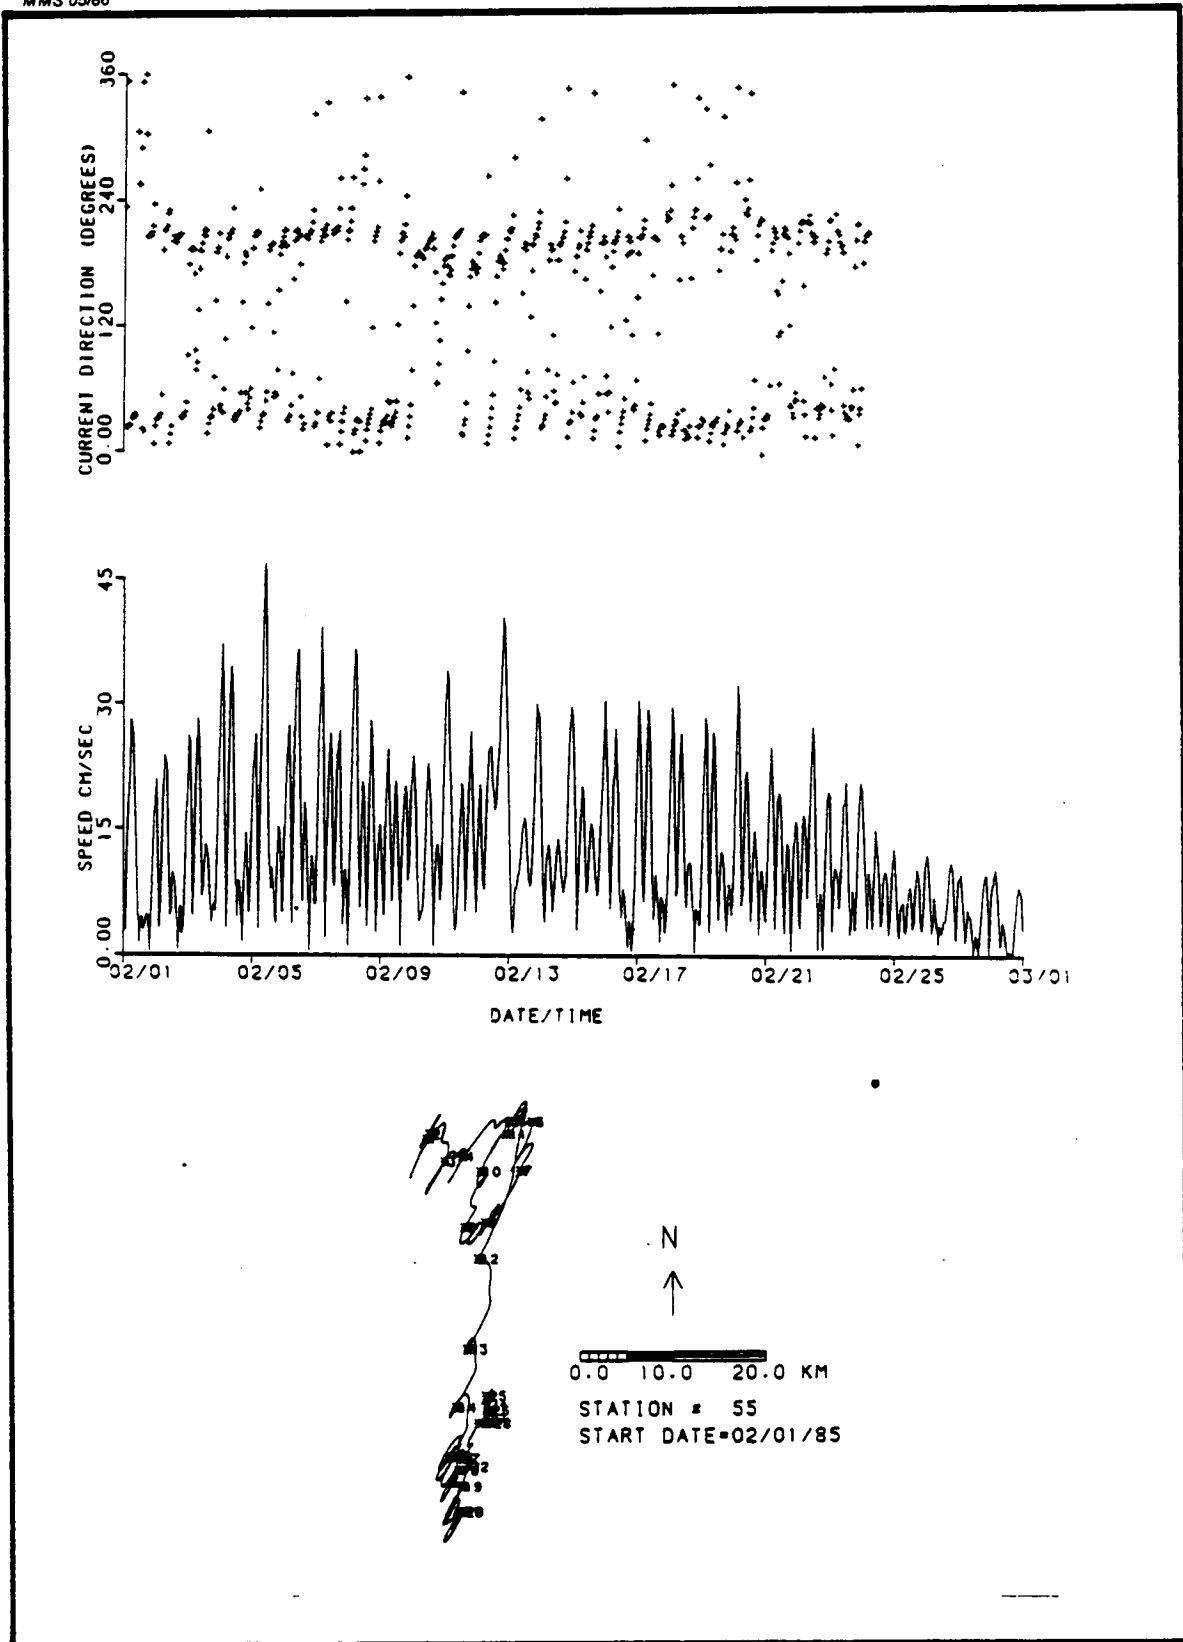 MMS 05/86
360
240
120
0.00
CURRENT DIRECTION (DEGREES)
45
30
15
0.00
SPEED CM/SEC
02/01 02/05 02/09 02/13 02/17 02/21 02/25 03/01
DATE/TIME
N
0.0 10.0 20.0 KM
STATION # 55
START DATE=02/01/85